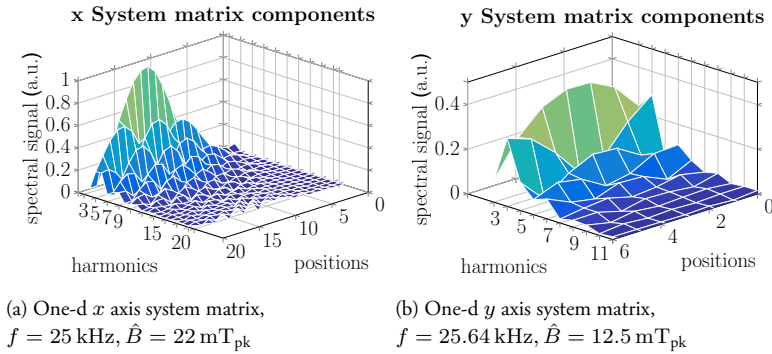 x System matrix components
spectral signal (a.u.)
1
0.8
0.6
0.4
0.2
0
3 5 7 9 15 20
harmonics
20 15 10 5 0
positions
(a) One-d x axis system matrix,
f = 25 kHz, B̂ = 22 mT_pk
y System matrix components
spectral signal (a.u.)
0.4
0.2
0
3 5 7 9 11
harmonics
6 4 2 0
positions
(b) One-d y axis system matrix,
f = 25.64 kHz, B̂ = 12.5 mT_pk